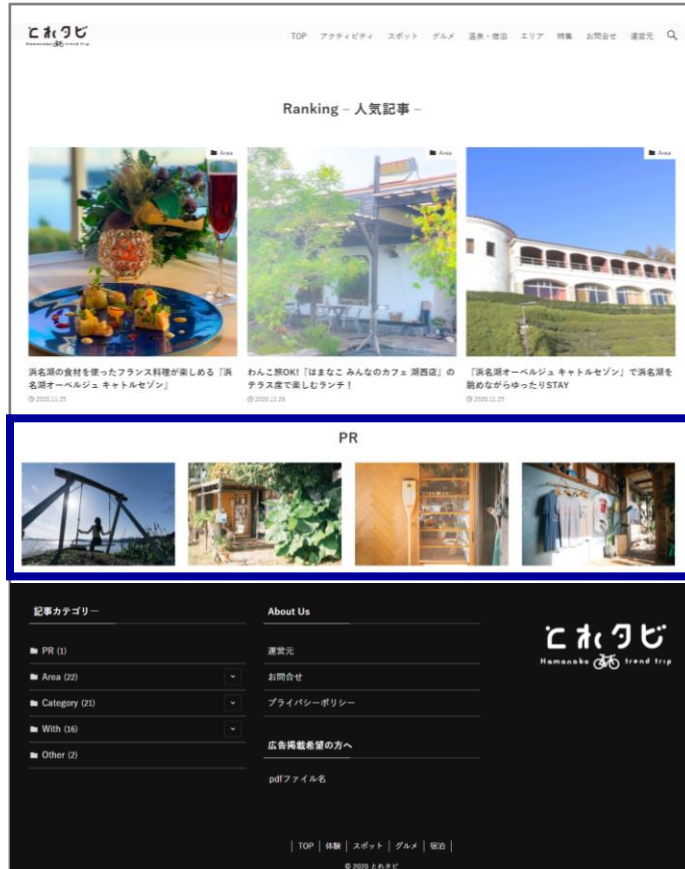 とれタビ
Hamanako trend trip
TOP アクティビティ スポット グルメ 温泉・宿泊 エリア 特集 お問合せ 運営元
Ranking – 人気記事 –
Area
Area
Area
浜名湖の食材を使ったフランス料理が楽しめる『浜
名湖オーベルジュ キャトルセゾン』
2020.11.25
わんこ旅OK!『はまなこ みんなのカフェ 湖西店』の
テラス席で楽しむランチ!
2020.11.26
『浜名湖オーベルジュ キャトルセゾン』で浜名湖を
眺めながらゆったりSTAY
2020.11.25
PR
記事カテゴリー
PR (1)
Area (22)
Category (21)
With (16)
Other (2)
About Us
運営元
お問合せ
プライバシーポリシー
広告掲載希望の方へ
pdfファイル名
とれタビ
Hamanako trend trip
| TOP | 体験 | スポット | グルメ | 宿泊 |
© 2020 とれタビ